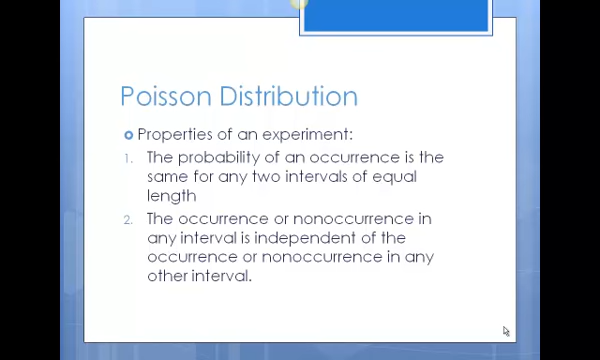 Poisson Distribution
Properties of an experiment:
1. The probability of an occurrence is the
same for any two intervals of equal
length
2. The occurrence or nonoccurrence in
any interval is independent of the
occurrence or nonoccurrence in any
other interval.